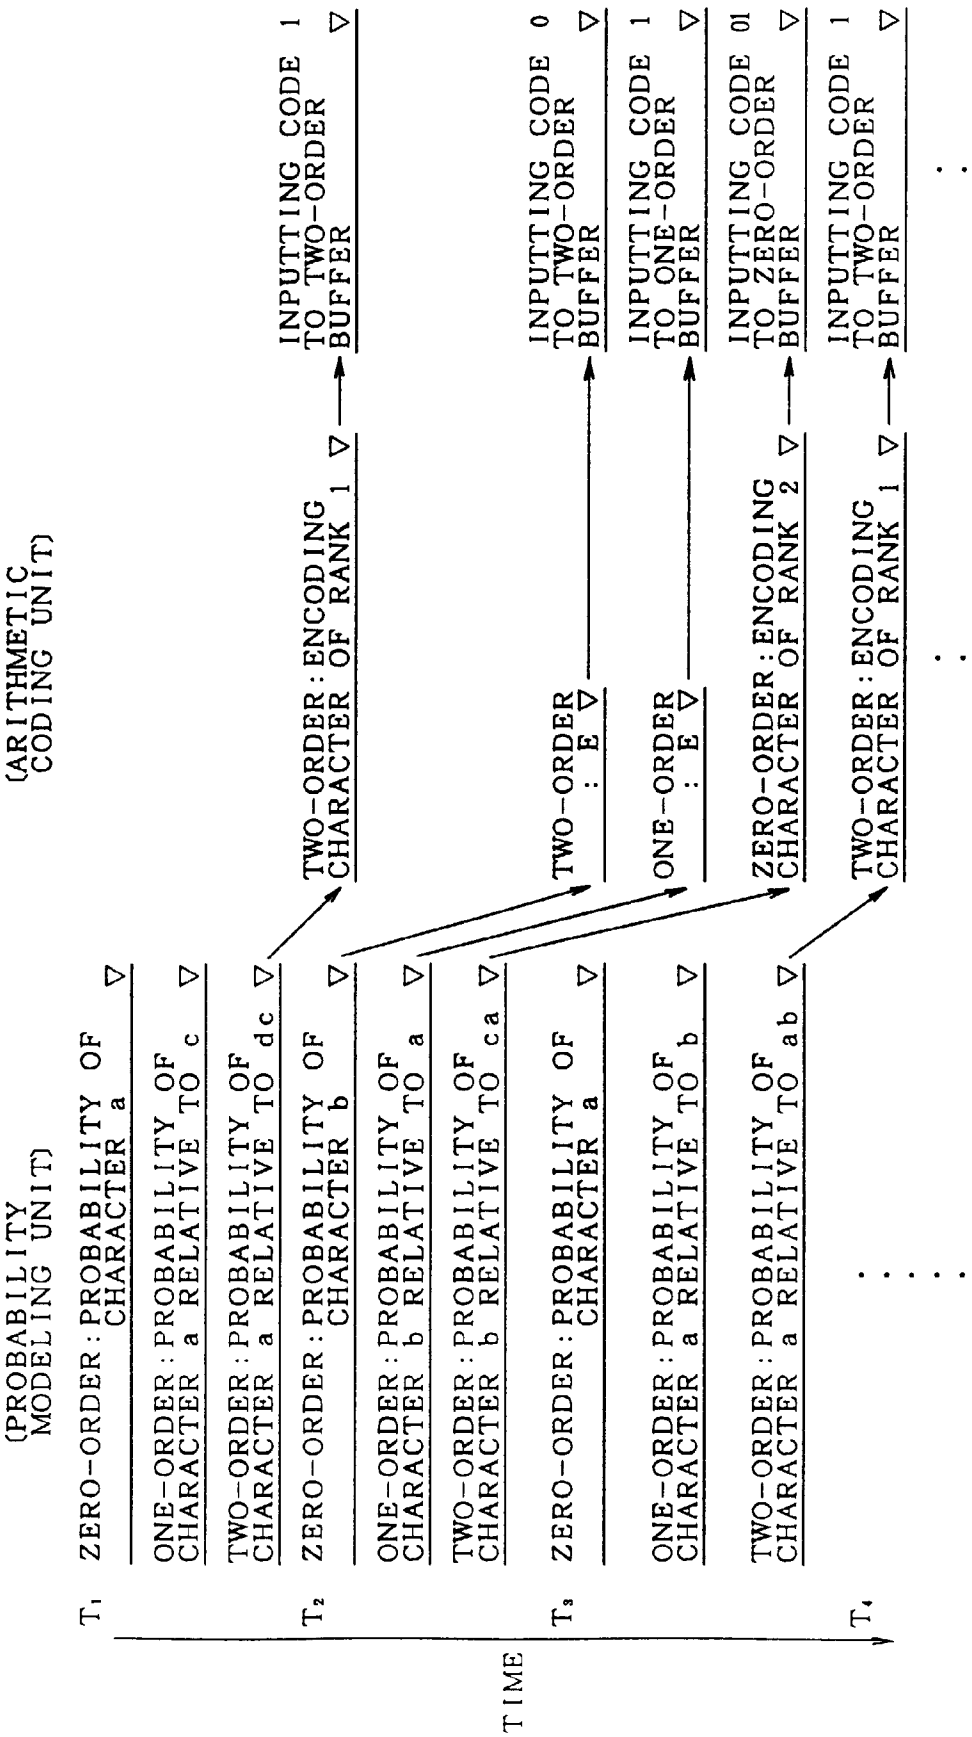 (PROBABILITY
MODELING UNIT)
(ARITHMETIC
CODING UNIT)
TIME
T₁
ZERO-ORDER:PROBABILITY OF
CHARACTER a ▽
ONE-ORDER:PROBABILITY OF
CHARACTER a RELATIVE TO c ▽
TWO-ORDER:PROBABILITY OF
CHARACTER a RELATIVE TO dc ▽
TWO-ORDER:ENCODING
CHARACTER OF RANK 1 ▽
INPUTTING CODE 1
TO TWO-ORDER
BUFFER ▽
T₂
ZERO-ORDER:PROBABILITY OF
CHARACTER b ▽
ONE-ORDER:PROBABILITY OF
CHARACTER b RELATIVE TO a ▽
TWO-ORDER:PROBABILITY OF
CHARACTER b RELATIVE TO ca ▽
TWO-ORDER
: E ▽
INPUTTING CODE 0
TO TWO-ORDER
BUFFER ▽
T₃
ZERO-ORDER:PROBABILITY OF
CHARACTER a ▽
ONE-ORDER
: E ▽
INPUTTING CODE 1
TO ONE-ORDER
BUFFER ▽
ONE-ORDER:PROBABILITY OF
CHARACTER a RELATIVE TO b ▽
ZERO-ORDER:ENCODING
CHARACTER OF RANK 2 ▽
INPUTTING CODE 01
TO ZERO-ORDER
BUFFER ▽
TWO-ORDER:PROBABILITY OF
CHARACTER a RELATIVE TO ab ▽
TWO-ORDER:ENCODING
CHARACTER OF RANK 1 ▽
INPUTTING CODE 1
TO TWO-ORDER
BUFFER ▽
T₄